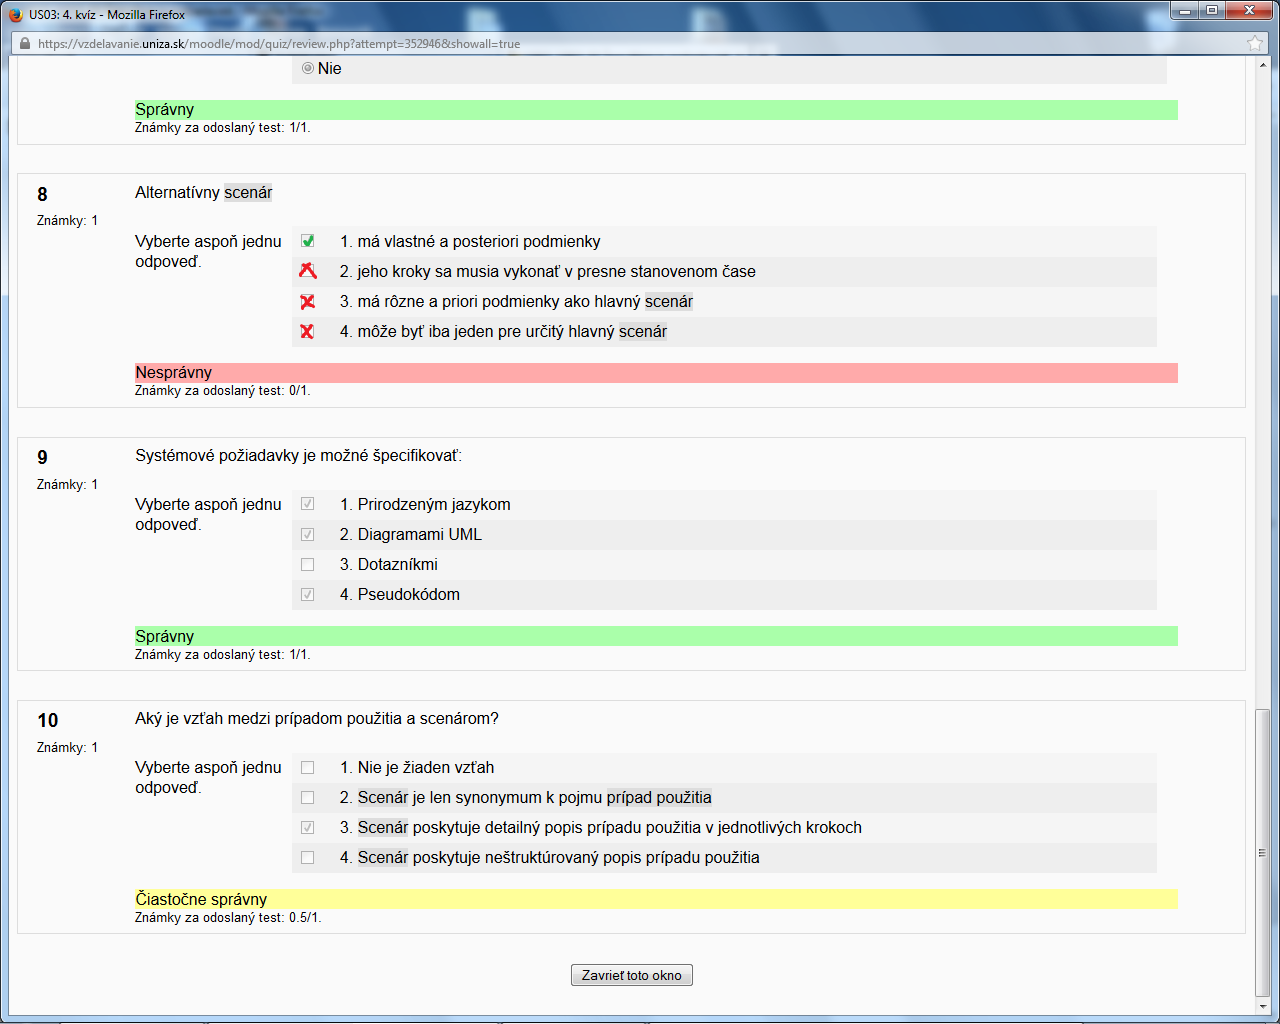 US03: 4. kvíz - Mozilla Firefox
https://vzdelavanie.uniza.sk/moodle/mod/quiz/review.php?attempt=352946&showall=true
Nie
Správny
Známky za odoslaný test: 1/1.
8
Známky: 1
Alternatívny scenár
Vyberte aspoň jednu
odpoveď.
1. má vlastné a posteriori podmienky
2. jeho kroky sa musia vykonať v presne stanovenom čase
3. má rôzne a priori podmienky ako hlavný scenár
4. môže byť iba jeden pre určitý hlavný scenár
Nesprávny
Známky za odoslaný test: 0/1.
9
Známky: 1
Systémové požiadavky je možné špecifikovať:
Vyberte aspoň jednu
odpoveď.
1. Prirodzeným jazykom
2. Diagramami UML
3. Dotazníkmi
4. Pseudokódom
Správny
Známky za odoslaný test: 1/1.
10
Známky: 1
Aký je vzťah medzi prípadom použitia a scenárom?
Vyberte aspoň jednu
odpoveď.
1. Nie je žiaden vzťah
2. Scenár je len synonymum k pojmu prípad použitia
3. Scenár poskytuje detailný popis prípadu použitia v jednotlivých krokoch
4. Scenár poskytuje neštruktúrovaný popis prípadu použitia
Čiastočne správny
Známky za odoslaný test: 0.5/1.
Zavrieť toto okno